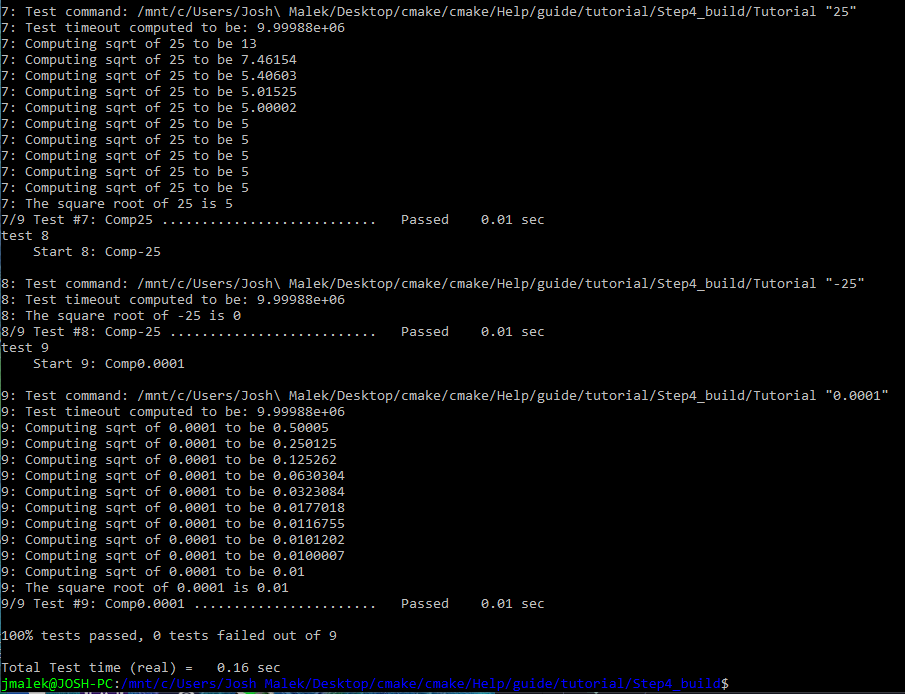 7: Test command: /mnt/c/Users/Josh\ Malek/Desktop/cmake/cmake/Help/guide/tutorial/Step4_build/Tutorial "25"
7: Test timeout computed to be: 9.99988e+06
7: Computing sqrt of 25 to be 13
7: Computing sqrt of 25 to be 7.46154
7: Computing sqrt of 25 to be 5.40603
7: Computing sqrt of 25 to be 5.01525
7: Computing sqrt of 25 to be 5.00002
7: Computing sqrt of 25 to be 5
7: Computing sqrt of 25 to be 5
7: Computing sqrt of 25 to be 5
7: Computing sqrt of 25 to be 5
7: Computing sqrt of 25 to be 5
7: The square root of 25 is 5
7/9 Test #7: Comp25 ...........................   Passed    0.01 sec
test 8
    Start 8: Comp-25

8: Test command: /mnt/c/Users/Josh\ Malek/Desktop/cmake/cmake/Help/guide/tutorial/Step4_build/Tutorial "-25"
8: Test timeout computed to be: 9.99988e+06
8: The square root of -25 is 0
8/9 Test #8: Comp-25 ..........................   Passed    0.01 sec
test 9
    Start 9: Comp0.0001

9: Test command: /mnt/c/Users/Josh\ Malek/Desktop/cmake/cmake/Help/guide/tutorial/Step4_build/Tutorial "0.0001"
9: Test timeout computed to be: 9.99988e+06
9: Computing sqrt of 0.0001 to be 0.50005
9: Computing sqrt of 0.0001 to be 0.250125
9: Computing sqrt of 0.0001 to be 0.125262
9: Computing sqrt of 0.0001 to be 0.0630304
9: Computing sqrt of 0.0001 to be 0.0323084
9: Computing sqrt of 0.0001 to be 0.0177018
9: Computing sqrt of 0.0001 to be 0.0116755
9: Computing sqrt of 0.0001 to be 0.0101202
9: Computing sqrt of 0.0001 to be 0.0100007
9: Computing sqrt of 0.0001 to be 0.01
9: The square root of 0.0001 is 0.01
9/9 Test #9: Comp0.0001 .......................   Passed    0.01 sec

100% tests passed, 0 tests failed out of 9

Total Test time (real) =   0.16 sec
jmalek@JOSH-PC:/mnt/c/Users/Josh Malek/Desktop/cmake/cmake/Help/guide/tutorial/Step4_build$